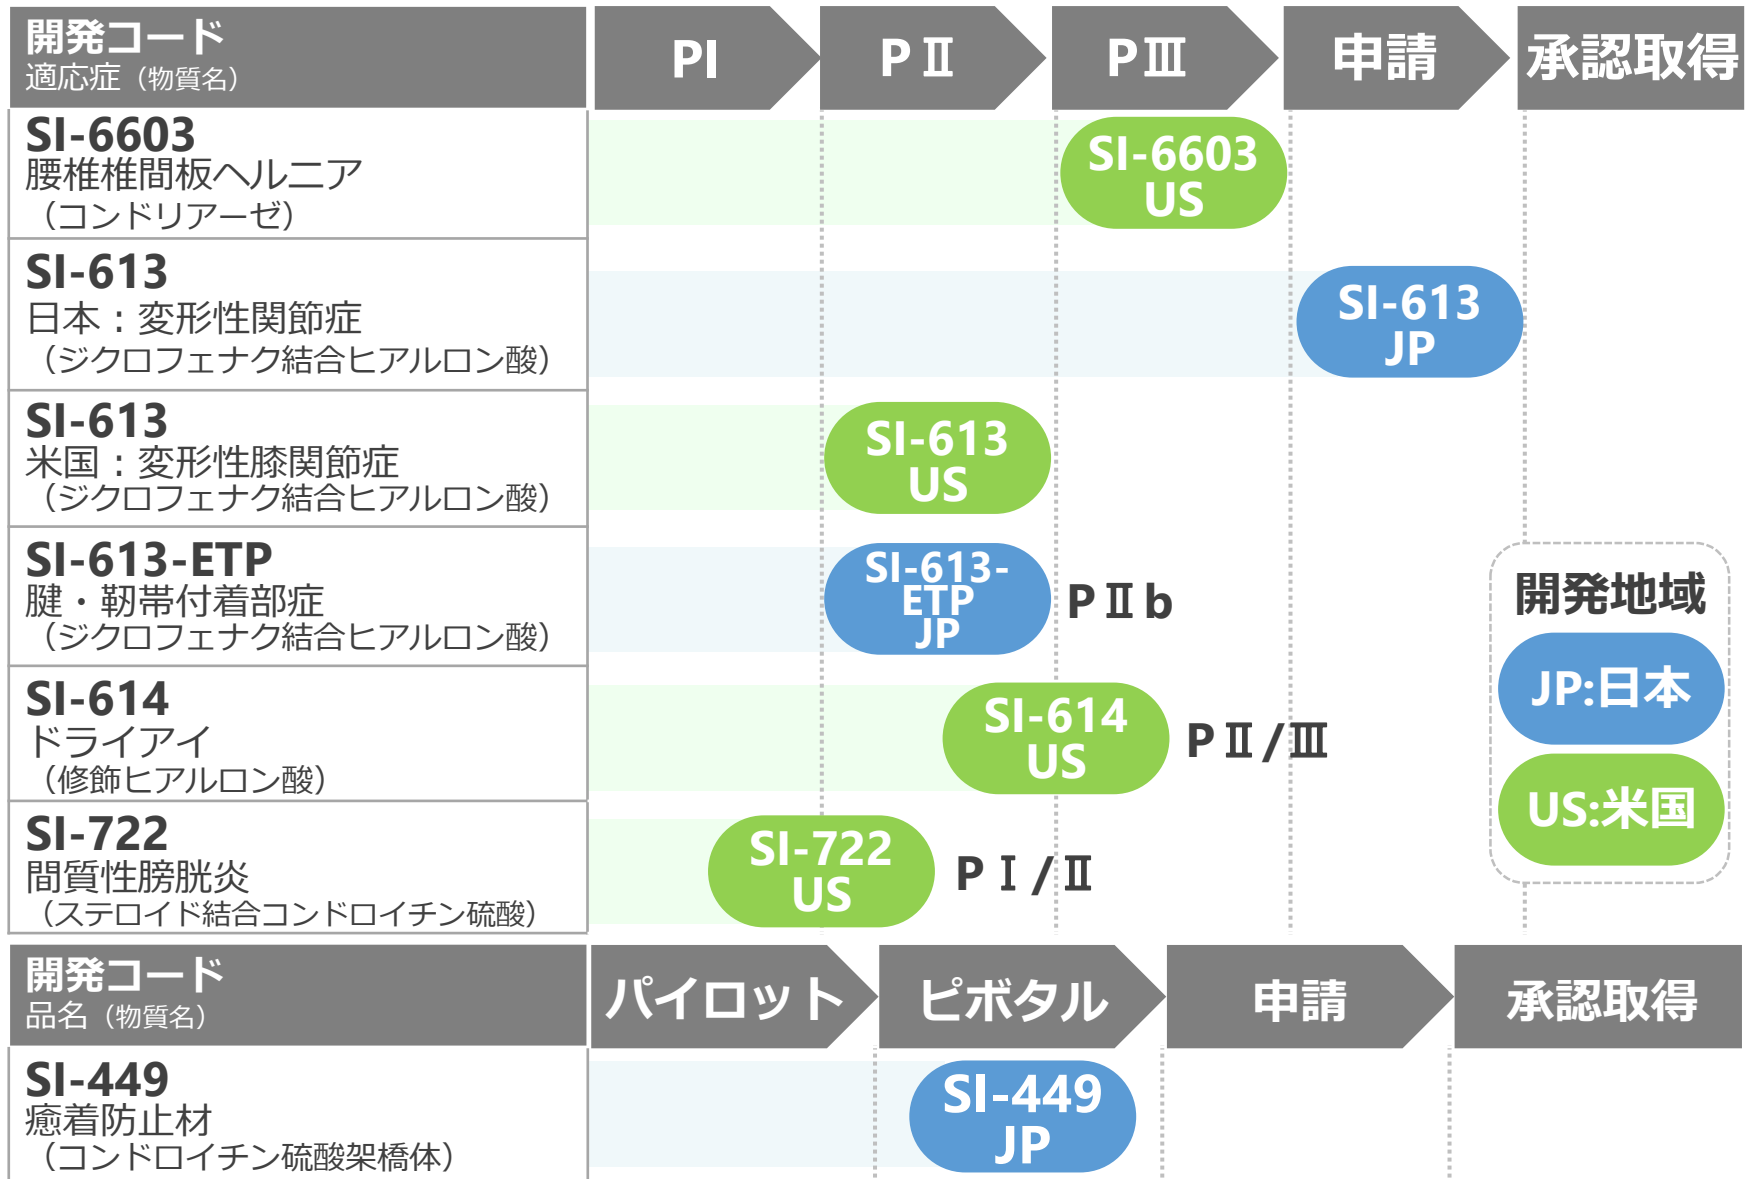 開発コード
適応症（物質名）
PⅠ
PⅡ
PⅢ
申請
承認取得
SI-6603
腰椎椎間板ヘルニア
（コンドリアーゼ）
SI-6603
US
SI-613
日本：変形性関節症
（ジクロフェナク結合ヒアルロン酸）
SI-613
JP
SI-613
米国：変形性膝関節症
（ジクロフェナク結合ヒアルロン酸）
SI-613
US
SI-613-ETP
腱・靭帯付着部症
（ジクロフェナク結合ヒアルロン酸）
SI-613-
ETP
JP
PⅡb
SI-614
ドライアイ
（修飾ヒアルロン酸）
SI-614
US
PⅡ/Ⅲ
SI-722
間質性膀胱炎
（ステロイド結合コンドロイチン硫酸）
SI-722
US
PⅠ/Ⅱ
開発地域
JP:日本
US:米国
開発コード
品名（物質名）
パイロット
ピボタル
申請
承認取得
SI-449
癒着防止材
（コンドロイチン硫酸架橋体）
SI-449
JP